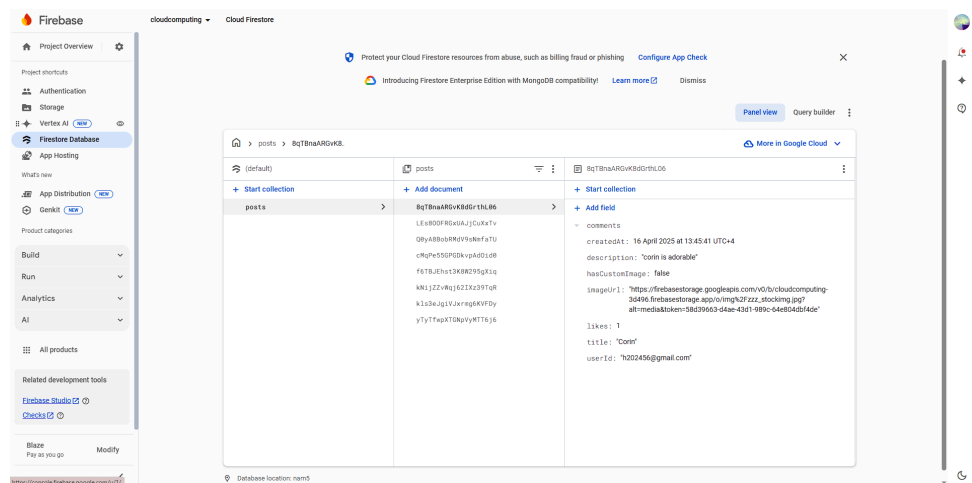 Firebase
cloudcomputing
Cloud Firestore
Project Overview
Protect your Cloud Firestore resources from abuse, such as billing fraud or phishing Configure App Check
Introducing Firestore Enterprise Edition with MongoDB compatibility! Learn more Dismiss
Project shortcuts
Authentication
Storage
Vertex AI NEW
Firestore Database
App Hosting
What's new
App Distribution NEW
Genkit NEW
Product categories
Build
Run
Analytics
AI
All products
Related development tools
Firebase Studio
Checks
Blaze
Pay as you go
Modify
Panel view Query builder
posts 8qTBnaARGvK8.
More in Google Cloud
(default)
Start collection
posts
posts
Add document
8qTBnaARGvK8dGrthL06
LEs8OOFRGxUAJjCuXxTv
Q0yA8BobRMdV9sNmfaTU
cMqPe55GPGDkvpAdOid0
f6TBJEhst3K8W295gXiq
kNijZZvWqj62IXz39TqR
kls3eJgiVJxrmg6KVFDy
yTyTfwpXTGNpVyMTT6j6
8qTBnaARGvK8dGrthL06
Start collection
Add field
comments
createdAt: 16 April 2025 at 13:45:41 UTC+4
description: "corin is adorable"
hasCustomImage: false
imageUrl: "https://firebasestorage.googleapis.com/v0/b/cloudcomputing-
3d496.firebasestorage.app/o/img%2Fzzz_stockimg.jpg?
alt=media&token=58d39663-d4ae-43d1-989c-64e804dbf4de"
likes: 1
title: "Corin"
userId: "h202456@gmail.com"
Database location: nam5